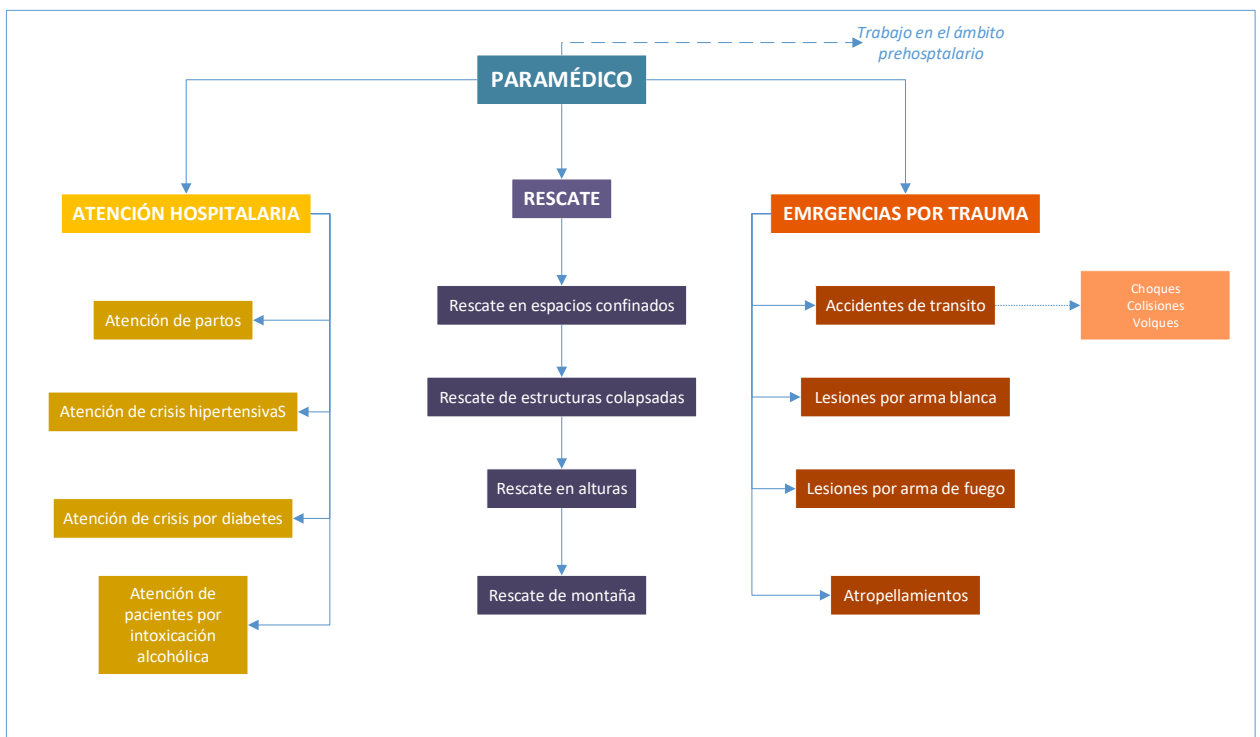 Trabajo en el ámbito
prehosptalario
PARAMÉDICO
ATENCIÓN HOSPITALARIA
Atención de partos
Atención de crisis hipertensivaS
Atención de crisis por diabetes
Atención de
pacientes por
intoxicación
alcohólica
RESCATE
Rescate en espacios confinados
Rescate de estructuras colapsadas
Rescate en alturas
Rescate de montaña
EMRGENCIAS POR TRAUMA
Accidentes de transito
Choques
Colisiones
Volques
Lesiones por arma blanca
Lesiones por arma de fuego
Atropellamientos